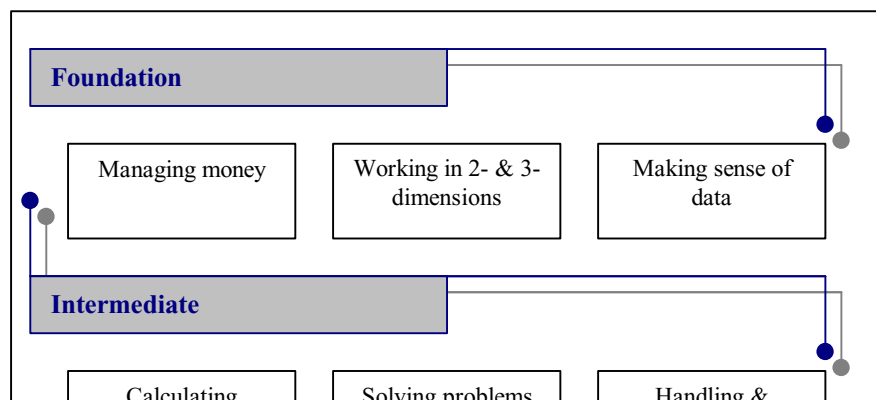 Foundation
Managing money
Working in 2- & 3-
dimensions
Making sense of
data
Intermediate
Calculating
Solving problems
Handling &